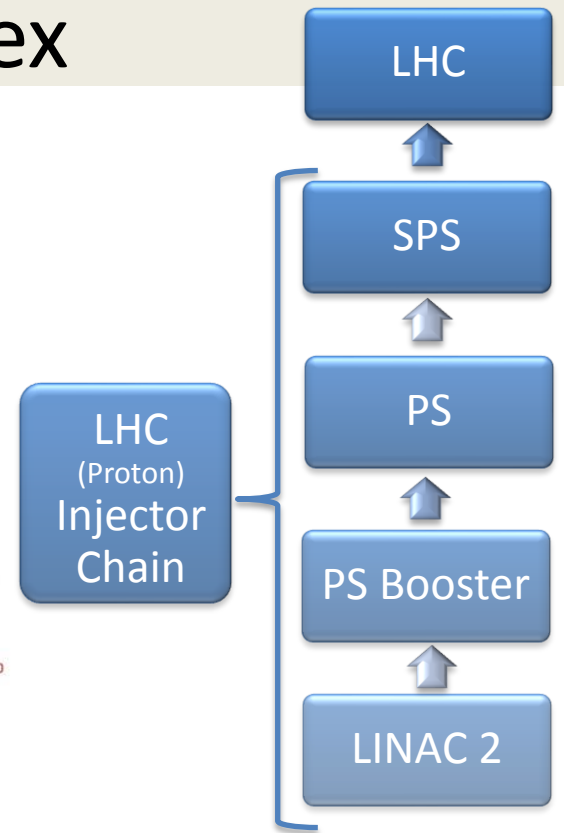 ex
LHC
SPS
PS
PS Booster
LINAC 2
LHC
(Proton)
Injector
Chain